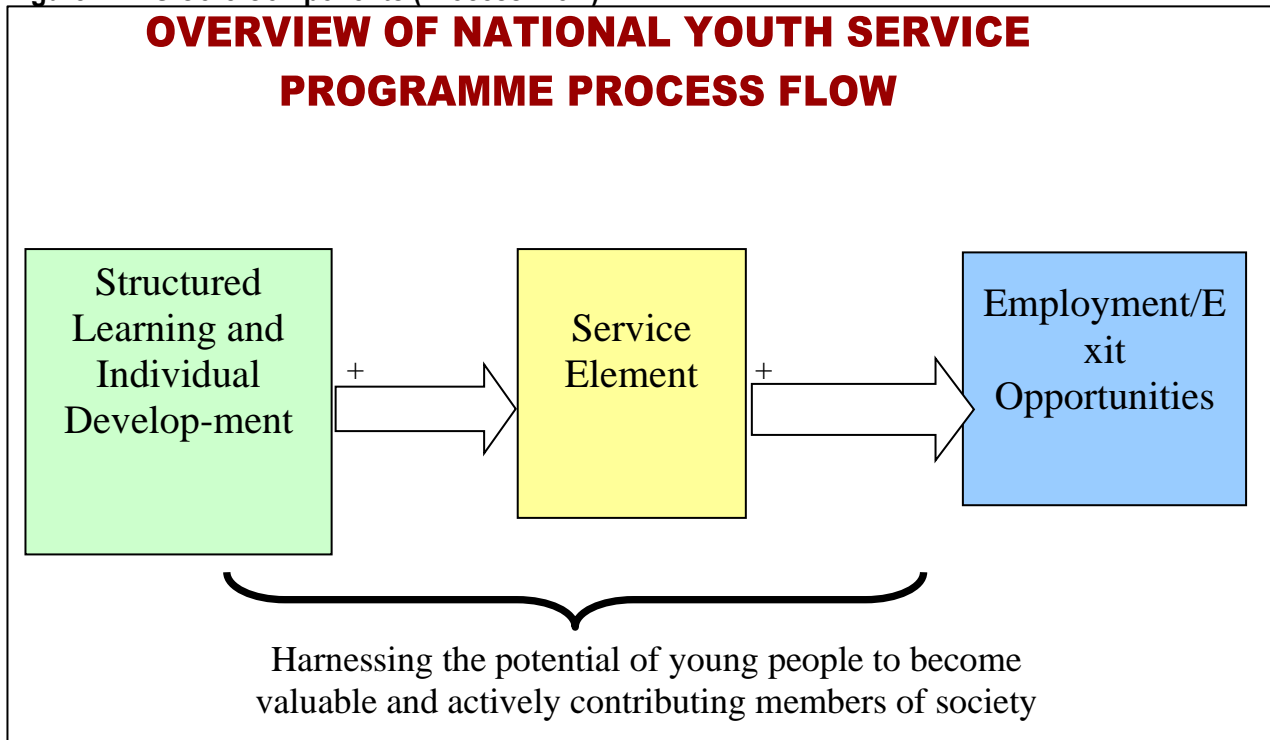 OVERVIEW OF NATIONAL YOUTH SERVICE
PROGRAMME PROCESS FLOW
Structured
Learning and
Individual
Develop-ment
+
Service
Element
+
Employment/E
xit
Opportunities
Harnessing the potential of young people to become
valuable and actively contributing members of society